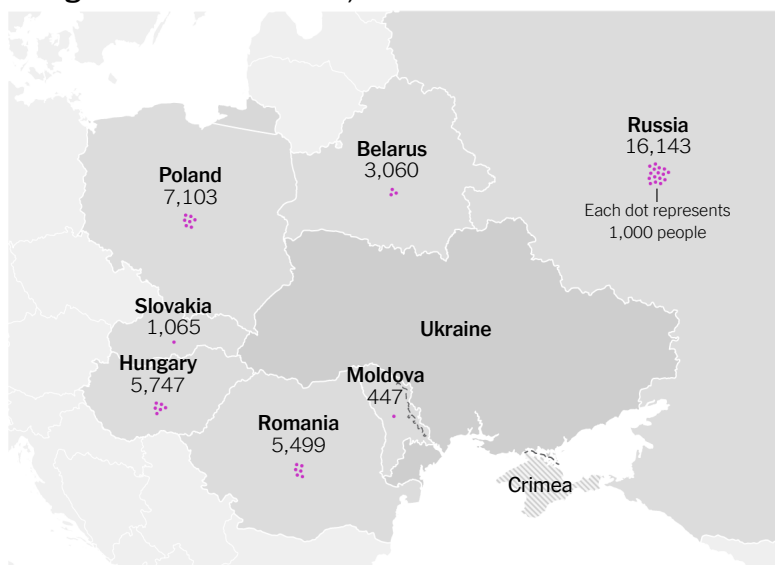 Russia
16,143
Each dot represents
1,000 people
Belarus
3,060
Poland
7,103
Slovakia
1,065
Ukraine
Hungary
5,747
Moldova
447
Romania
5,499
Crimea